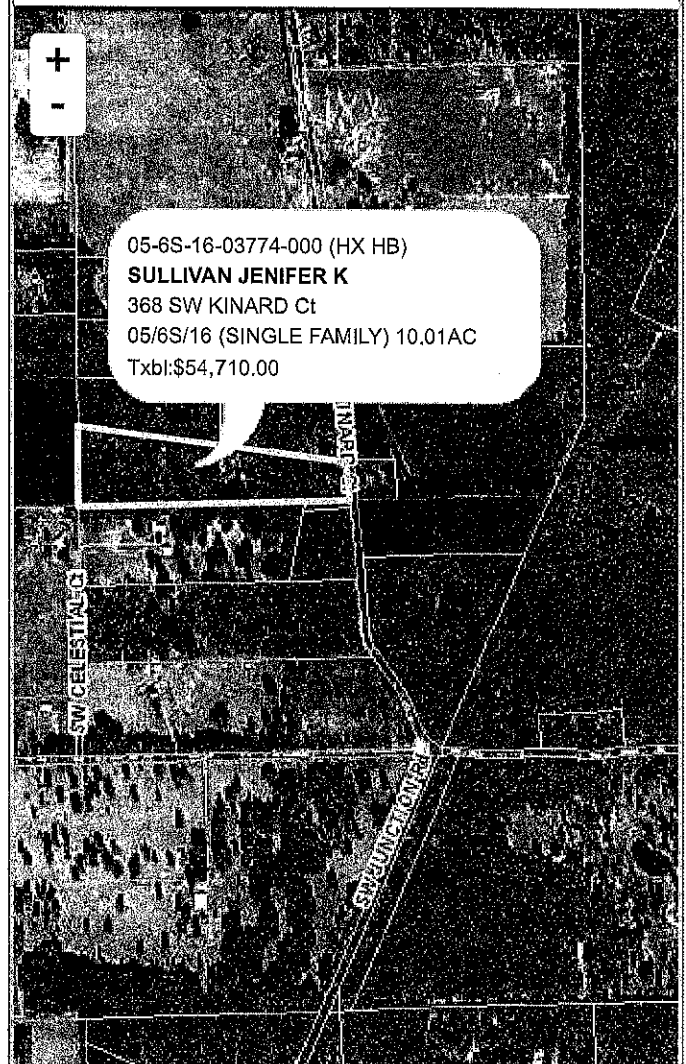 +
-
05-6S-16-03774-000 (HX HB)
SULLIVAN JENIFER K
368 SW KINARD Ct
05/6S/16 (SINGLE FAMILY) 10.01AC
Txbl:$54,710.00
SW CELESTIAL Ct
SW JUNCTION Rd